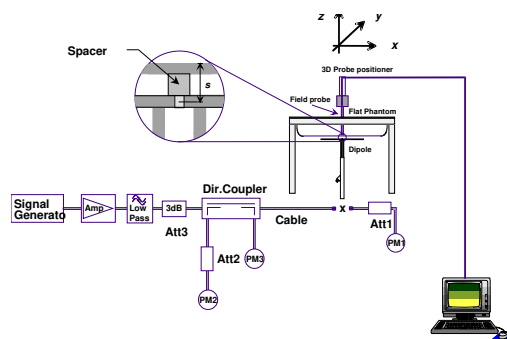 z
y
x
Spacer
s
3D Probe positioner
Field probe
Flat Phantom
Dipole
Signal
Generato
Amp
Low
Pass
3dB
Att3
Dir.Coupler
Cable
x
Att1
PM1
Att2
PM3
PM2